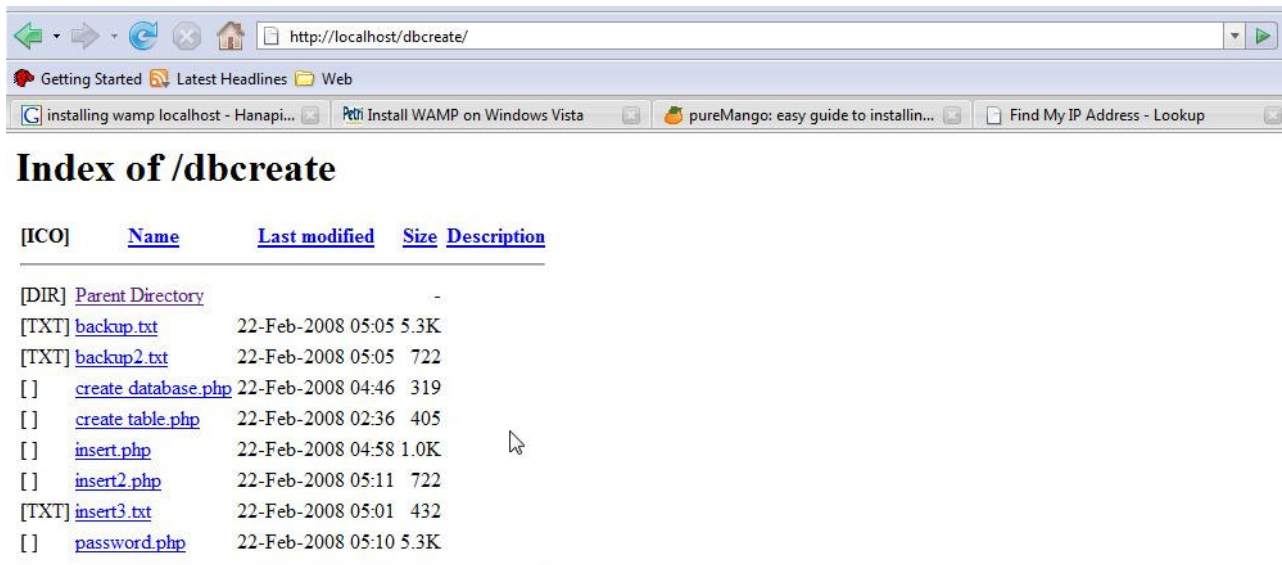 http://localhost/dbcreate/
Getting Started Latest Headlines Web
installing wamp localhost - Hanapi... Petri Install WAMP on Windows Vista pureMango: easy guide to installin... Find My IP Address - Lookup
Index of /dbcreate
[ICO] Name Last modified Size Description
[DIR] Parent Directory -
[TXT] backup.txt 22-Feb-2008 05:05 5.3K
[TXT] backup2.txt 22-Feb-2008 05:05 722
[ ] create database.php 22-Feb-2008 04:46 319
[ ] create table.php 22-Feb-2008 02:36 405
[ ] insert.php 22-Feb-2008 04:58 1.0K
[ ] insert2.php 22-Feb-2008 05:11 722
[TXT] insert3.txt 22-Feb-2008 05:01 432
[ ] password.php 22-Feb-2008 05:10 5.3K